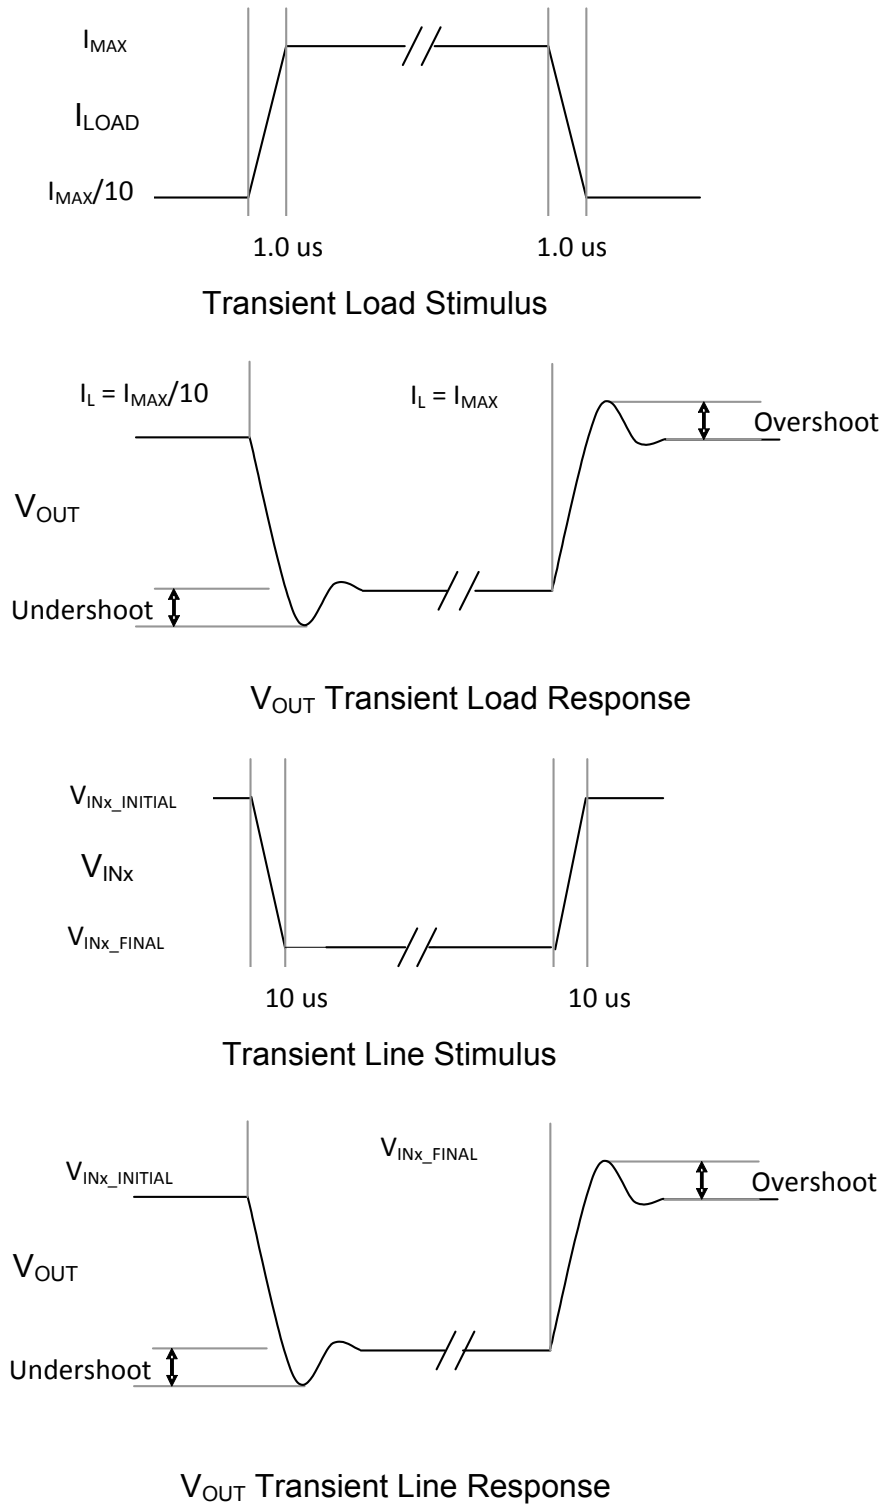 I_MAX
I_LOAD
I_MAX/10
1.0 us 1.0 us
Transient Load Stimulus
I_L = I_MAX/10 I_L = I_MAX
Overshoot
V_OUT
Undershoot
V_OUT Transient Load Response
V_INx_INITIAL
V_INx
V_INx_FINAL
10 us 10 us
Transient Line Stimulus
V_INx_FINAL
V_INx_INITIAL
Overshoot
V_OUT
Undershoot
V_OUT Transient Line Response